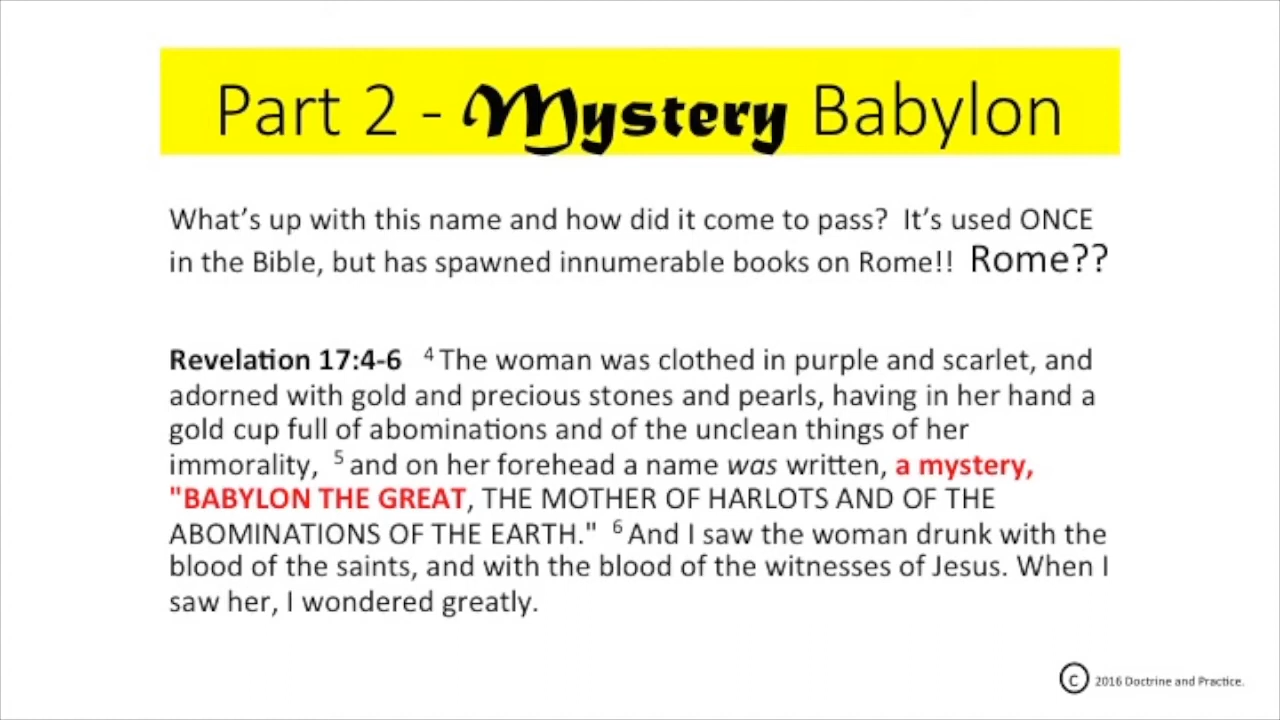 Part 2 - Mystery Babylon
What’s up with this name and how did it come to pass?  It’s used ONCE
in the Bible, but has spawned innumerable books on Rome!!  Rome??
Revelation 17:4-6   4 The woman was clothed in purple and scarlet, and
adorned with gold and precious stones and pearls, having in her hand a
gold cup full of abominations and of the unclean things of her
immorality,  5 and on her forehead a name was written, a mystery,
"BABYLON THE GREAT, THE MOTHER OF HARLOTS AND OF THE
ABOMINATIONS OF THE EARTH."  6 And I saw the woman drunk with the
blood of the saints, and with the blood of the witnesses of Jesus. When I
saw her, I wondered greatly.
© 2016 Doctrine and Practice.